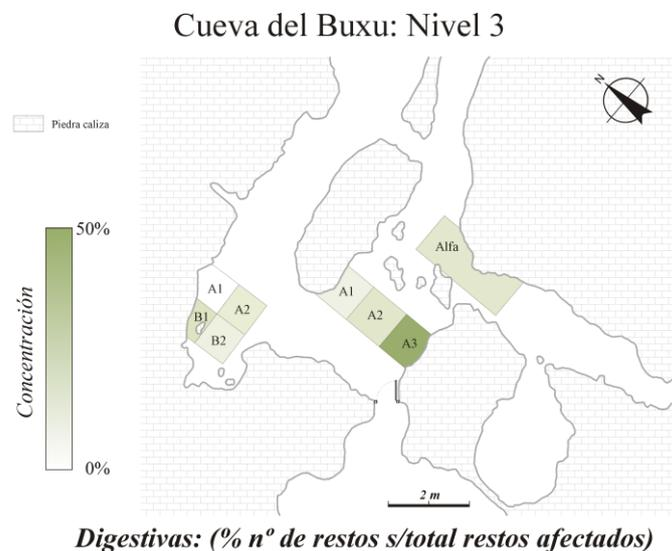 Cueva del Buxu: Nivel 3
N
Piedra caliza
50%
Concentración
0%
A1
B1
A2
B2
A1
A2
A3
Alfa
2 m
Digestivas: (% nº de restos s/total restos afectados)